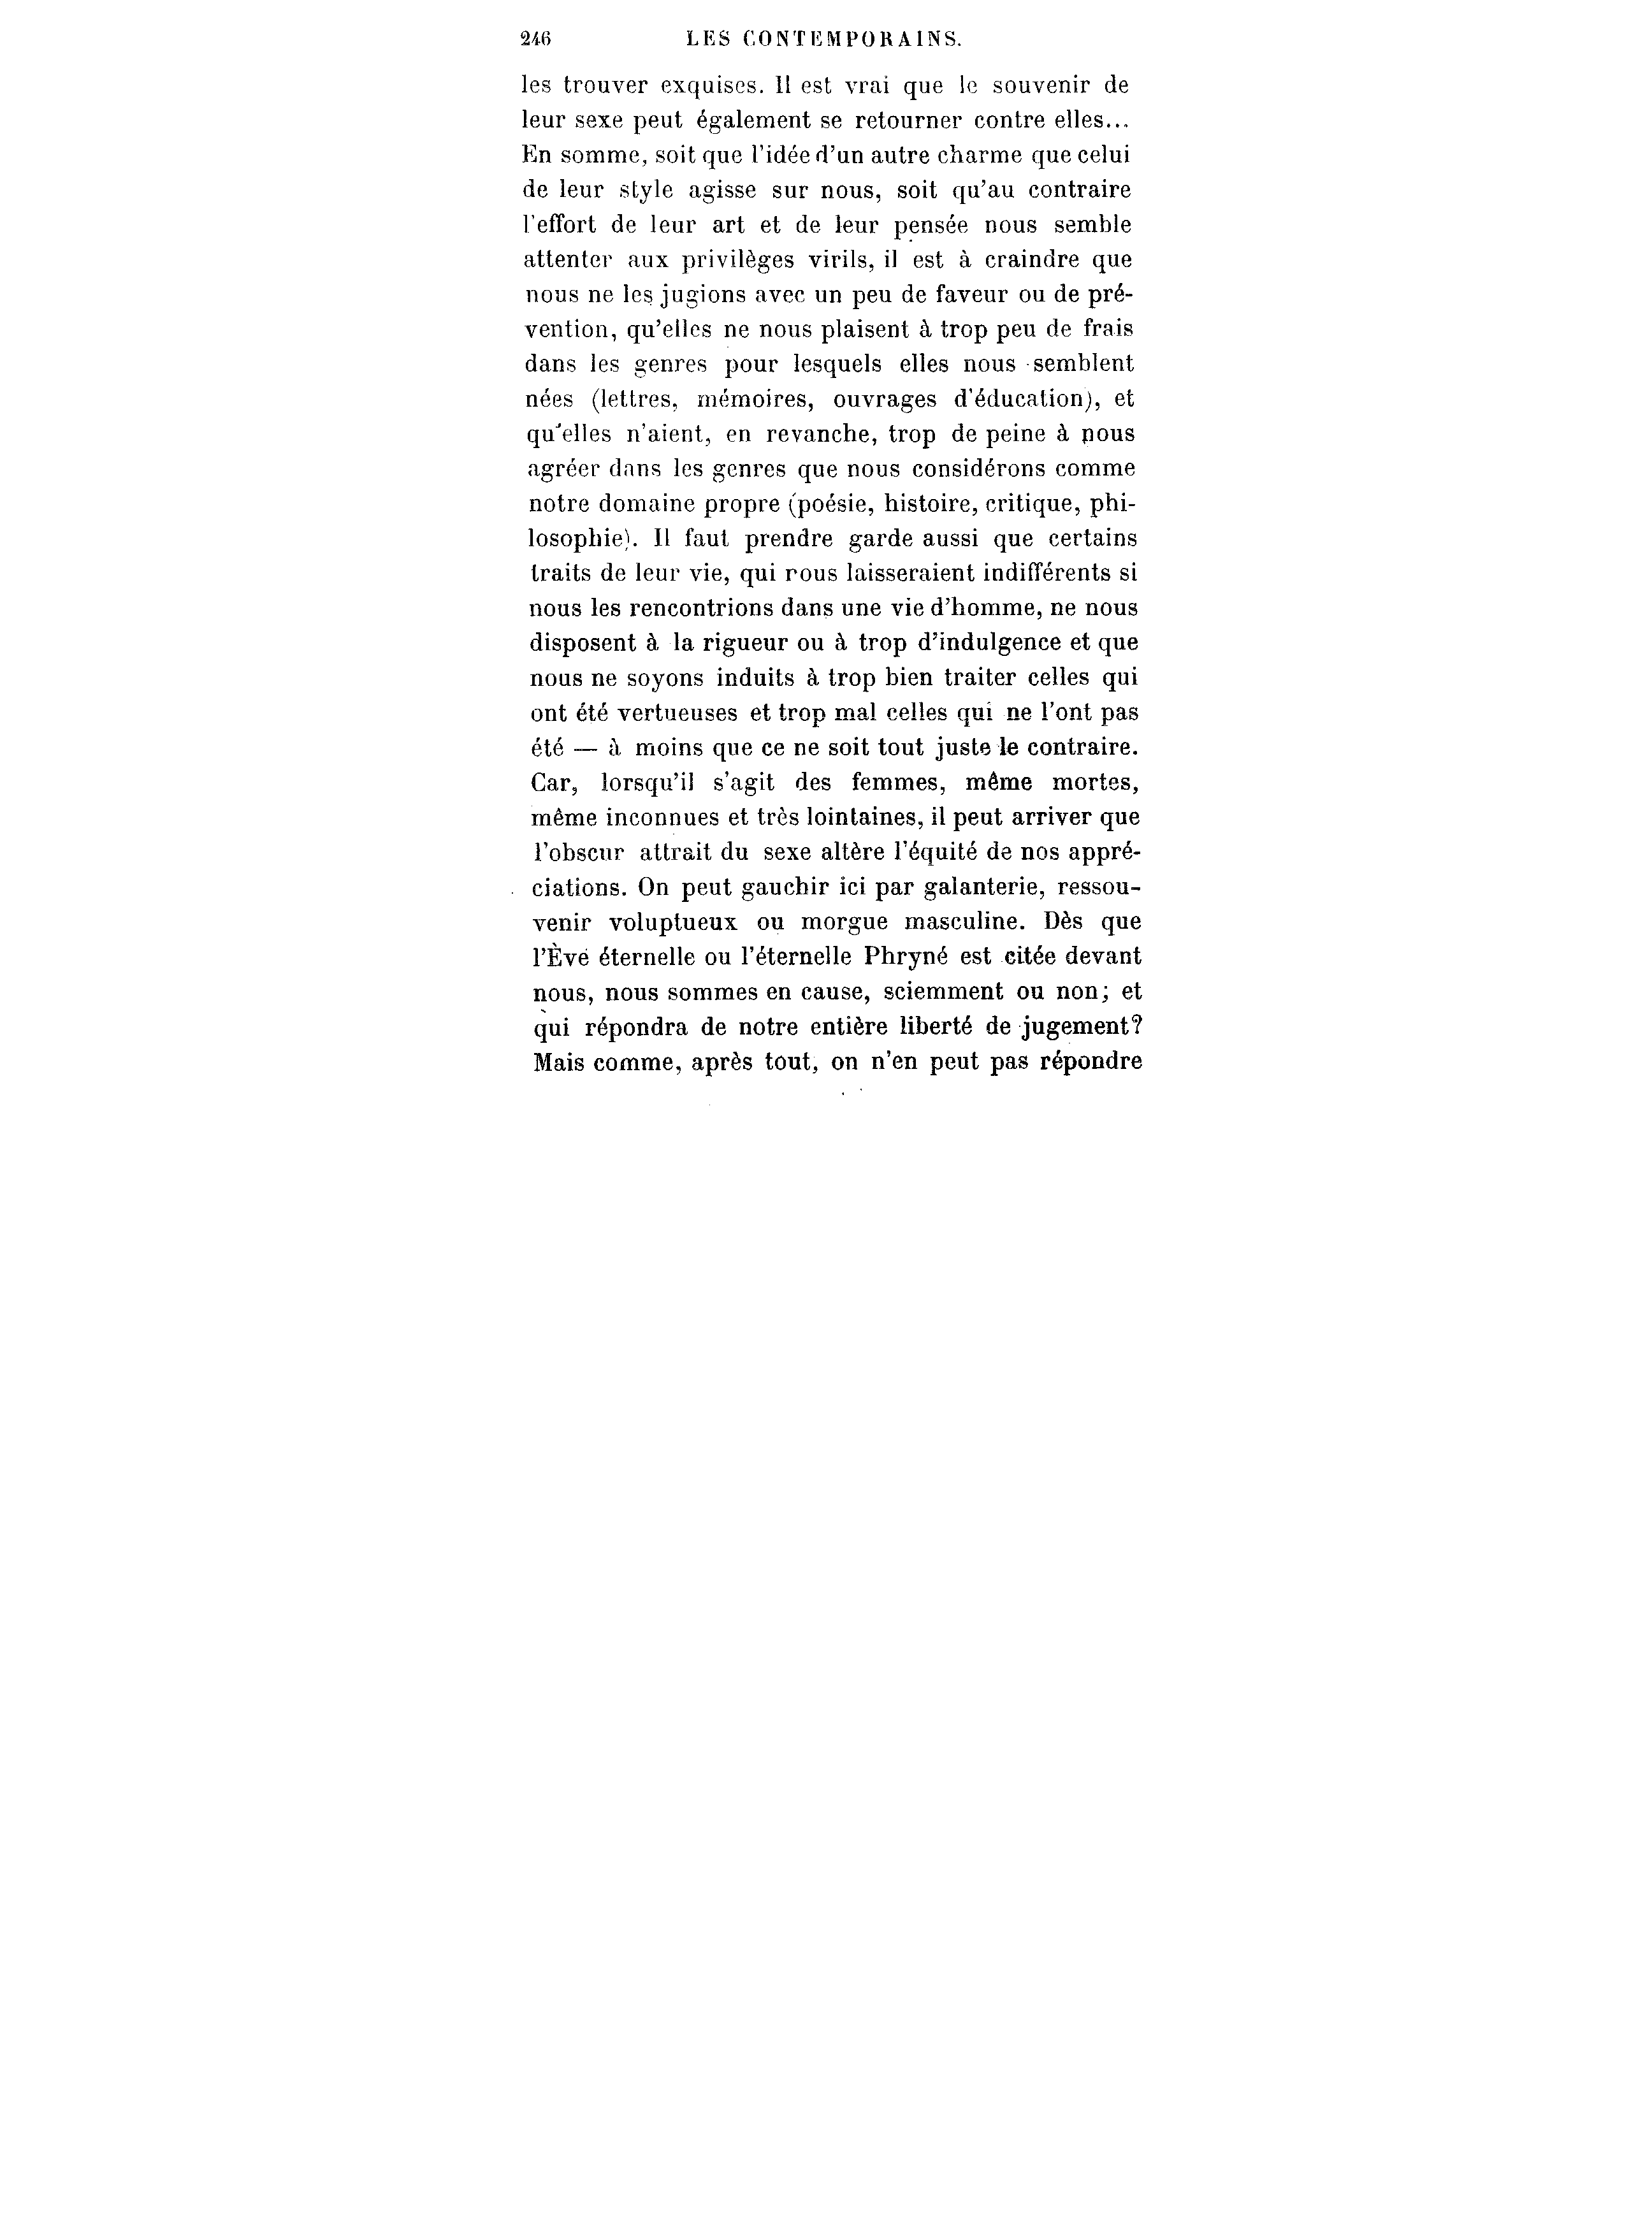 246 LES CONTEMPORAINS.
les trouver exquises. Il est vrai que le souvenir de
leur sexe peut également se retourner contre elles...
En somme, soit que l'idée d'un autre charme que celui
de leur style agisse sur nous, soit qu'au contraire
l'effort de leur art et de leur pensée nous semble
attenter aux privilèges virils, il est à craindre que
nous ne les jugions avec un peu de faveur ou de pré-
vention, qu'elles ne nous plaisent à trop peu de frais
dans les genres pour lesquels elles nous semblent
nées (lettres, mémoires, ouvrages d'éducation), et
qu'elles n'aient, en revanche, trop de peine à nous
agréer dans les genres que nous considérons comme
notre domaine propre (poésie, histoire, critique, phi-
losophie). Il faut prendre garde aussi que certains
traits de leur vie, qui nous laisseraient indifférents si
nous les rencontrions dans une vie d'homme, ne nous
disposent à la rigueur ou à trop d'indulgence et que
nous ne soyons induits à trop bien traiter celles qui
ont été vertueuses et trop mal celles qui ne l'ont pas
été — à moins que ce ne soit tout juste le contraire.
Car, lorsqu'il s'agit des femmes, même mortes,
même inconnues et très lointaines, il peut arriver que
l'obscur attrait du sexe altère l'équité de nos appré-
ciations. On peut gauchir ici par galanterie, ressou-
venir voluptueux ou morgue masculine. Dès que
l'Ève éternelle ou l'éternelle Phryné est citée devant
nous, nous sommes en cause, sciemment ou non; et
qui répondra de notre entière liberté de jugement?
Mais comme, après tout, on n'en peut pas répondre